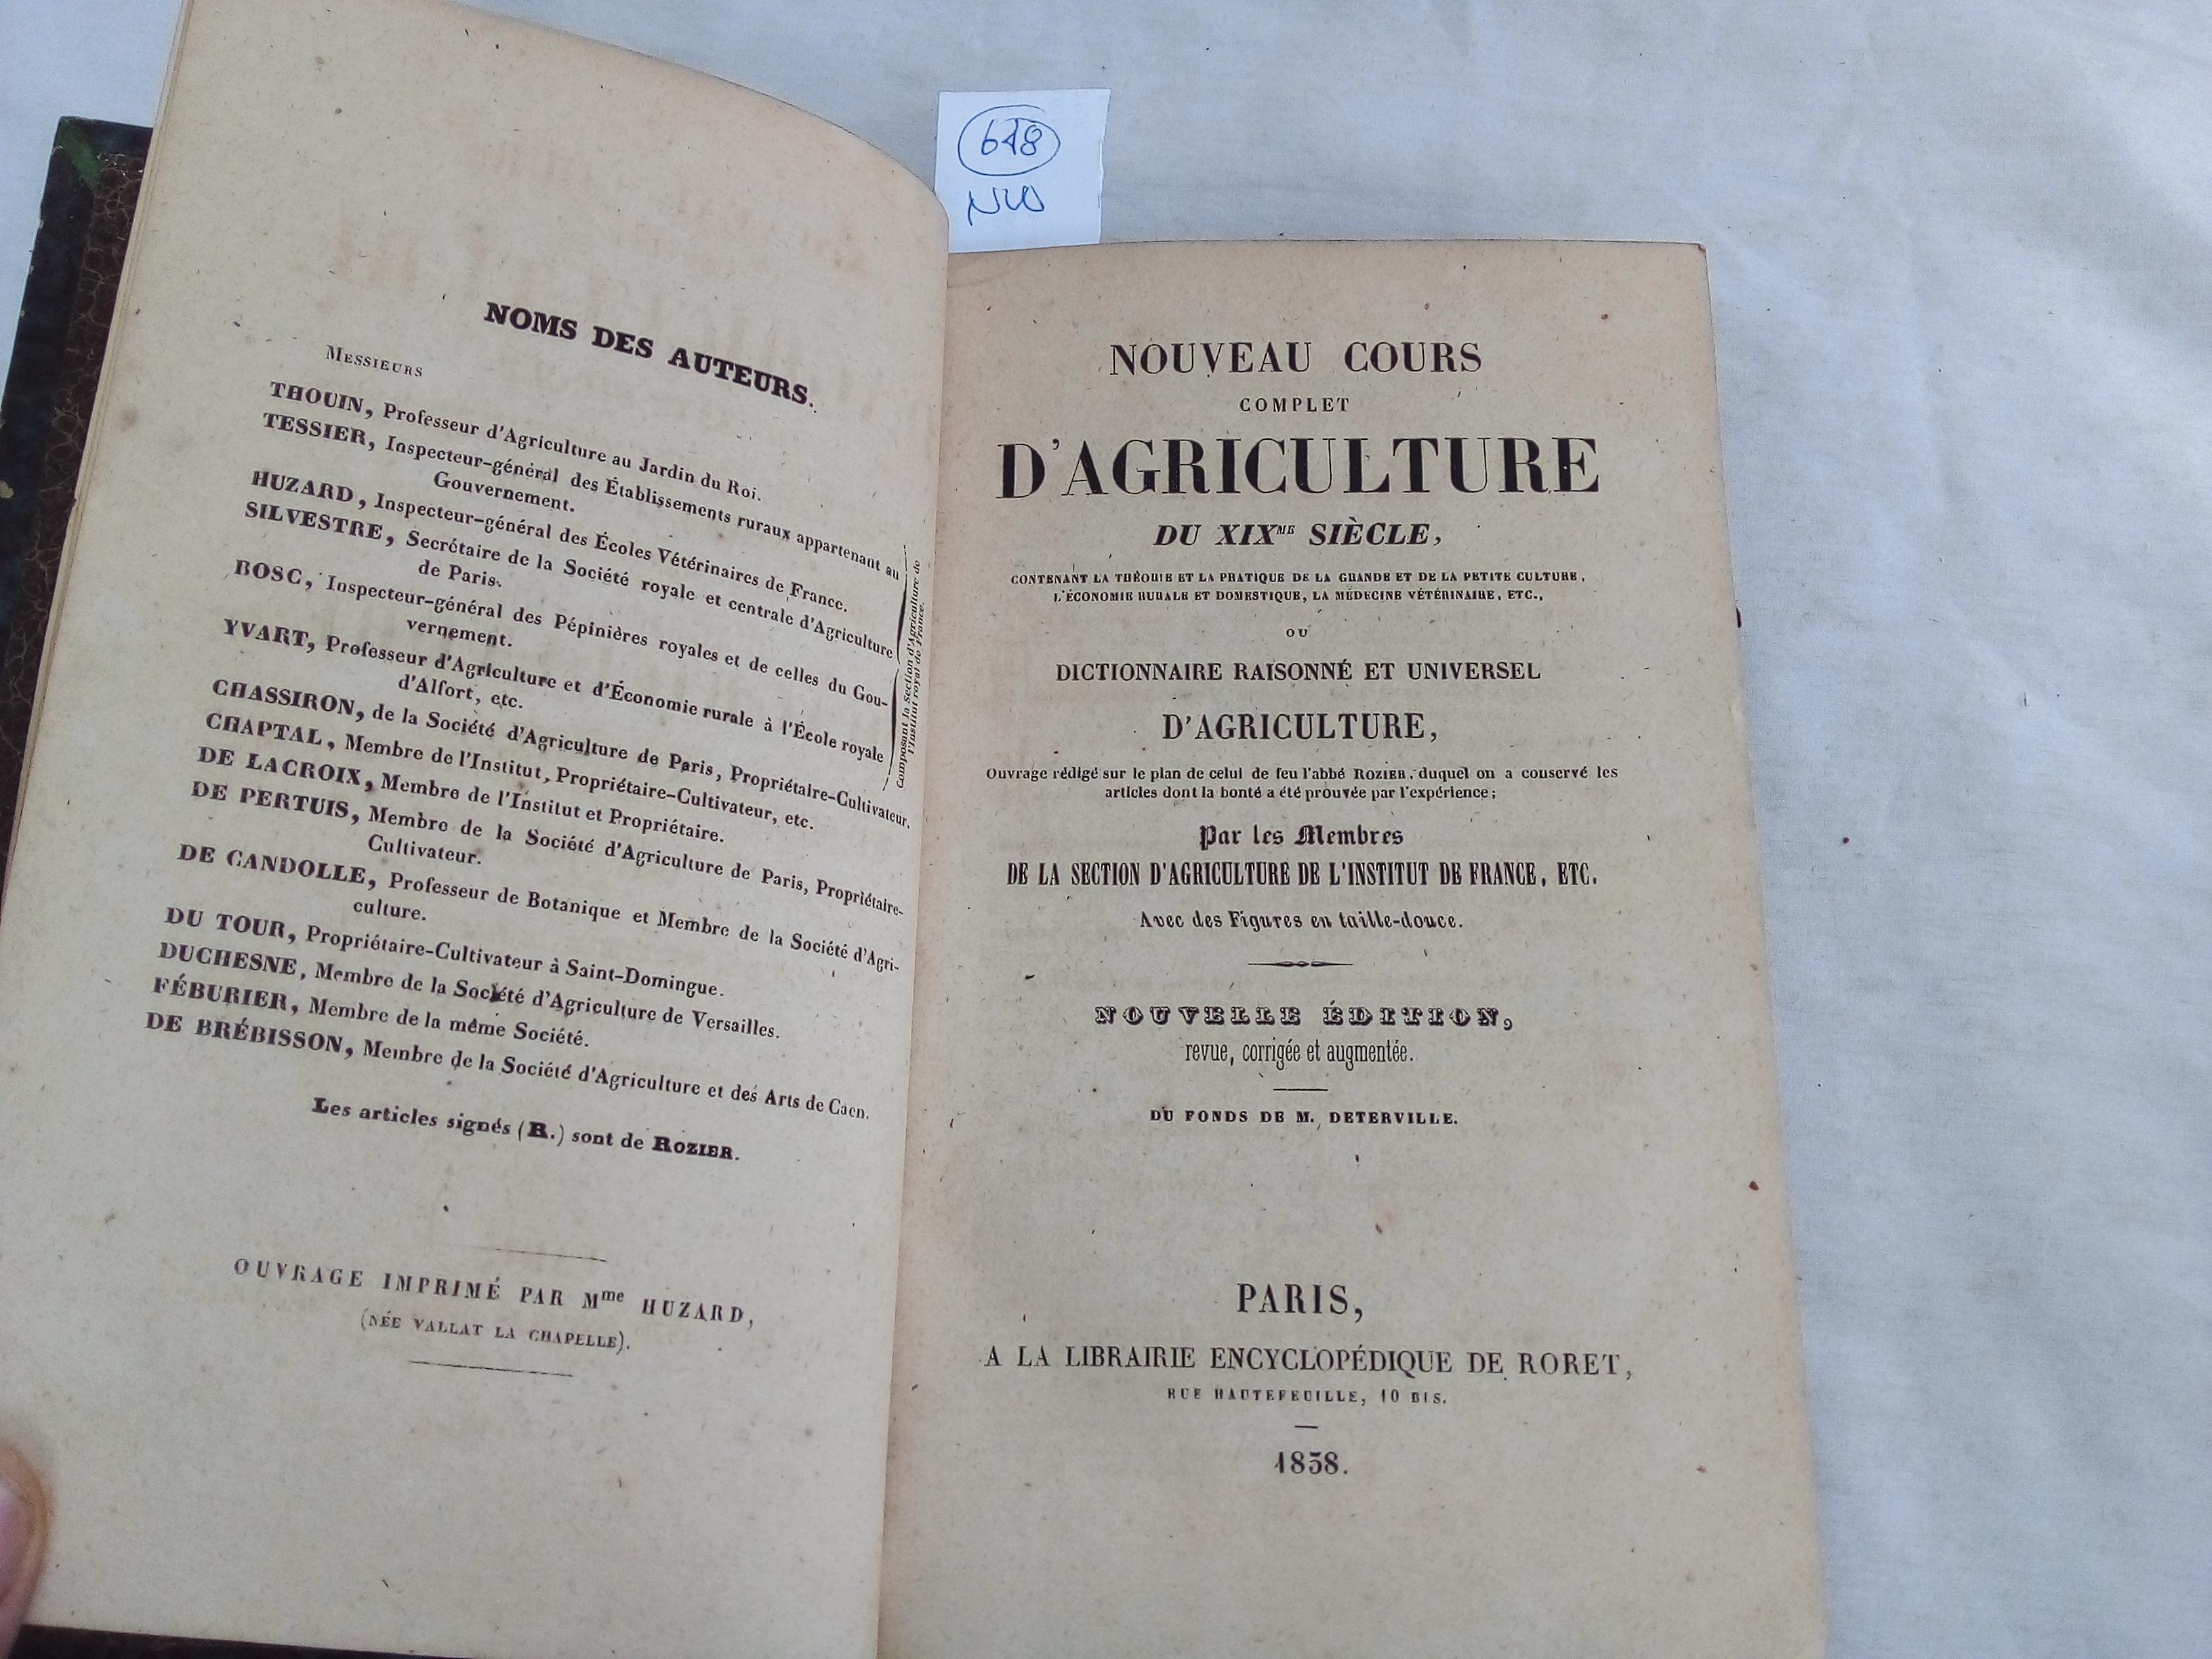 NOMS DES AUTEURS.
MESSIEURS
THOUIN, Professeur d'Agriculture au Jardin du Roi.
TESSIER, Inspecteur-général des Établissements ruraux appartenant au
Gouvernement.
HUZARD, Inspecteur-général des Écoles Vétérinaires de France.
SILVESTRE, Secrétaire de la Société royale et centrale d'Agriculture
de Paris.
BOSC, Inspecteur-général des Pépinières royales et de celles du Gou-
vernement.
YVART, Professeur d'Agriculture et d'Économie rurale à l'École royale
d'Alfort, etc.
Composant la Section d'Agriculture de
l'Institut royal de France.
CHASSIRON, de la Société d'Agriculture de Paris, Propriétaire-Cultivateur.
CHAPTAL, Membre de l'Institut, Propriétaire-Cultivateur, etc.
DE LACROIX, Membre de l'Institut et Propriétaire.
DE PERTUIS, Membre de la Société d'Agriculture de Paris, Propriétaire-
Cultivateur.
DE CANDOLLE, Professeur de Botanique et Membre de la Société d'Agri-
culture.
DU TOUR, Propriétaire-Cultivateur à Saint-Domingue.
DUCHESNE, Membre de la Société d'Agriculture de Versailles.
FÉBURIER, Membre de la même Société.
DE BRÉBISSON, Membre de la Société d'Agriculture et des Arts de Caen.
Les articles signés (R.) sont de ROZIER.
OUVRAGE IMPRIMÉ PAR Mme HUZARD,
(NÉE VALLAT LA CHAPELLE).
648
NOUVEAU COURS
COMPLET
D'AGRICULTURE
DU XIXME SIÈCLE,
CONTENANT LA THÉORIE ET LA PRATIQUE DE LA GRANDE ET DE LA PETITE CULTURE,
L'ÉCONOMIE RURALE ET DOMESTIQUE, LA MÉDECINE VÉTÉRINAIRE, ETC.,
OU
DICTIONNAIRE RAISONNÉ ET UNIVERSEL
D'AGRICULTURE,
Ouvrage rédigé sur le plan de celui de feu l'abbé ROZIER, duquel on a conservé les
articles dont la bonté a été prouvée par l'expérience;
Par les Membres
DE LA SECTION D'AGRICULTURE DE L'INSTITUT DE FRANCE, ETC.
Avec des Figures en taille-douce.
NOUVELLE ÉDITION,
revue, corrigée et augmentée.
DU FONDS DE M. DETERVILLE.
PARIS,
A LA LIBRAIRIE ENCYCLOPÉDIQUE DE RORET,
RUE HAUTEFEUILLE, 10 BIS.
1838.